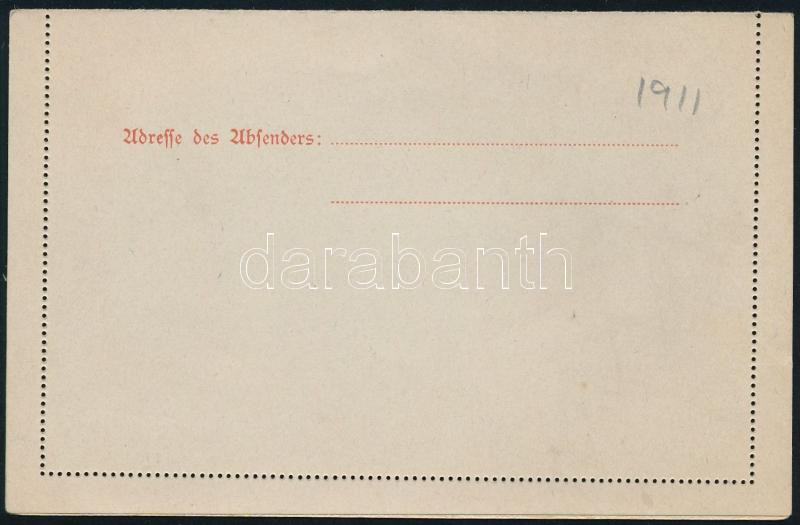 1911
Adresse des Absenders:
darabanth